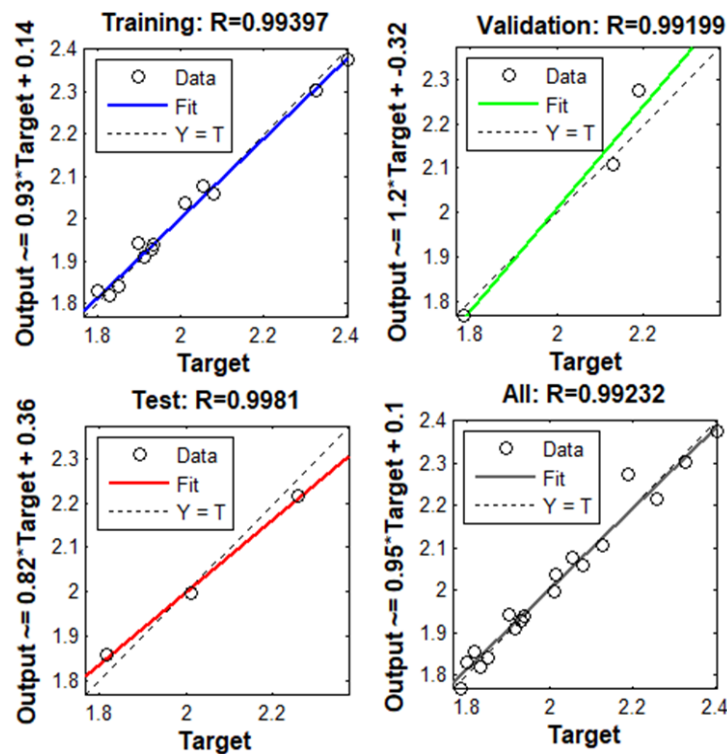 Training: R=0.99397
Output ~= 0.93*Target + 0.14
2.4
2.3
2.2
2.1
2
1.9
1.8
Data
Fit
Y = T
1.8
2
2.2
2.4
Target
Validation: R=0.99199
Output ~= 1.2*Target + -0.32
2.3
2.2
2.1
2
1.9
1.8
Data
Fit
Y = T
1.8
2
2.2
Target
Test: R=0.9981
Output ~= 0.82*Target + 0.36
2.3
2.2
2.1
2
1.9
1.8
Data
Fit
Y = T
1.8
2
2.2
Target
All: R=0.99232
Output ~= 0.95*Target + 0.1
2.4
2.3
2.2
2.1
2
1.9
1.8
Data
Fit
Y = T
1.8
2
2.2
2.4
Target